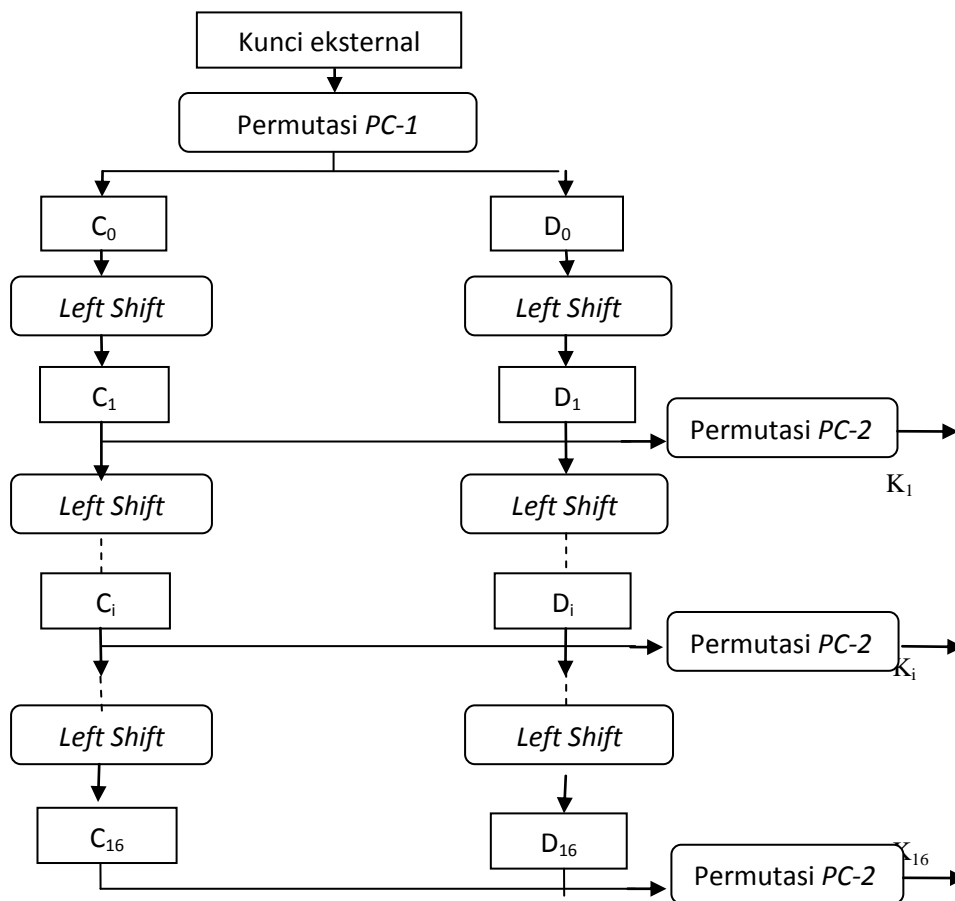 Kunci eksternal
Permutasi PC-1
C₀ D₀
Left Shift Left Shift
C₁ D₁
Permutasi PC-2
K₁
Left Shift Left Shift
Cᵢ Dᵢ
Permutasi PC-2
Kᵢ
Left Shift Left Shift
C₁₆ D₁₆
K₁₆
Permutasi PC-2